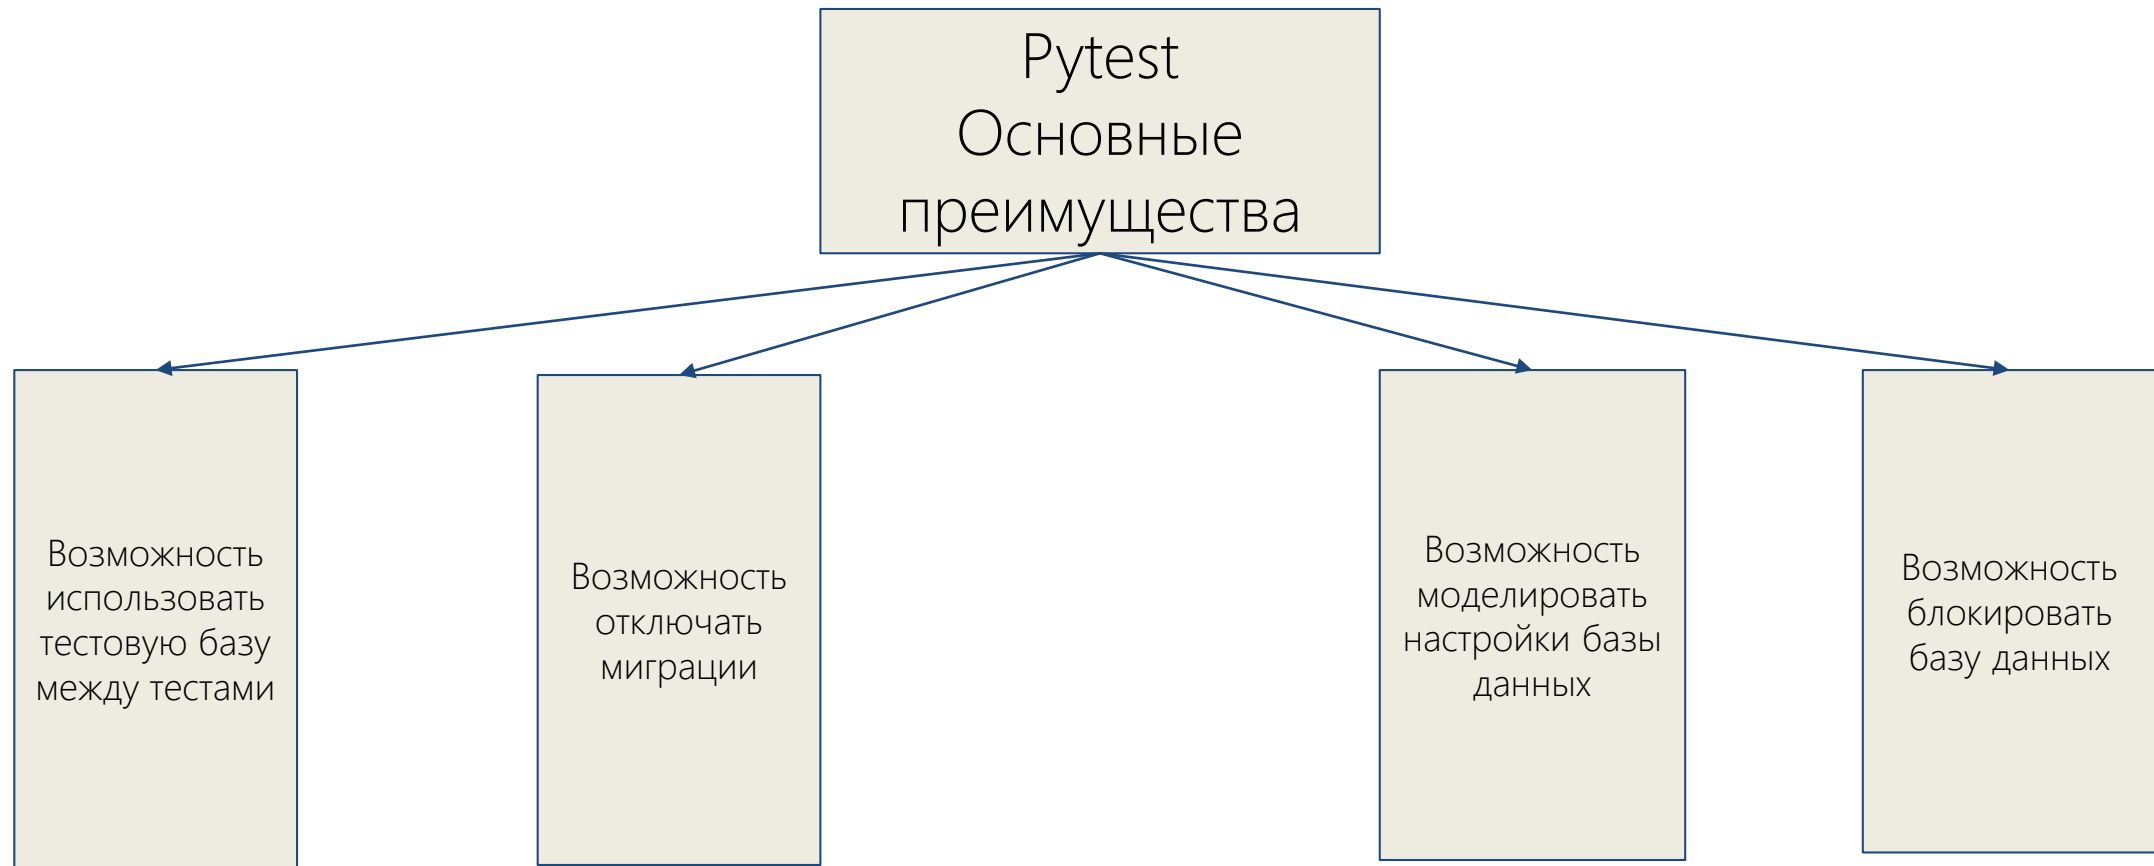 Pytest
Основные
преимущества
Возможность
использовать
тестовую базу
между тестами
Возможность
отключать
миграции
Возможность
моделировать
настройки базы
данных
Возможность
блокировать
базу данных